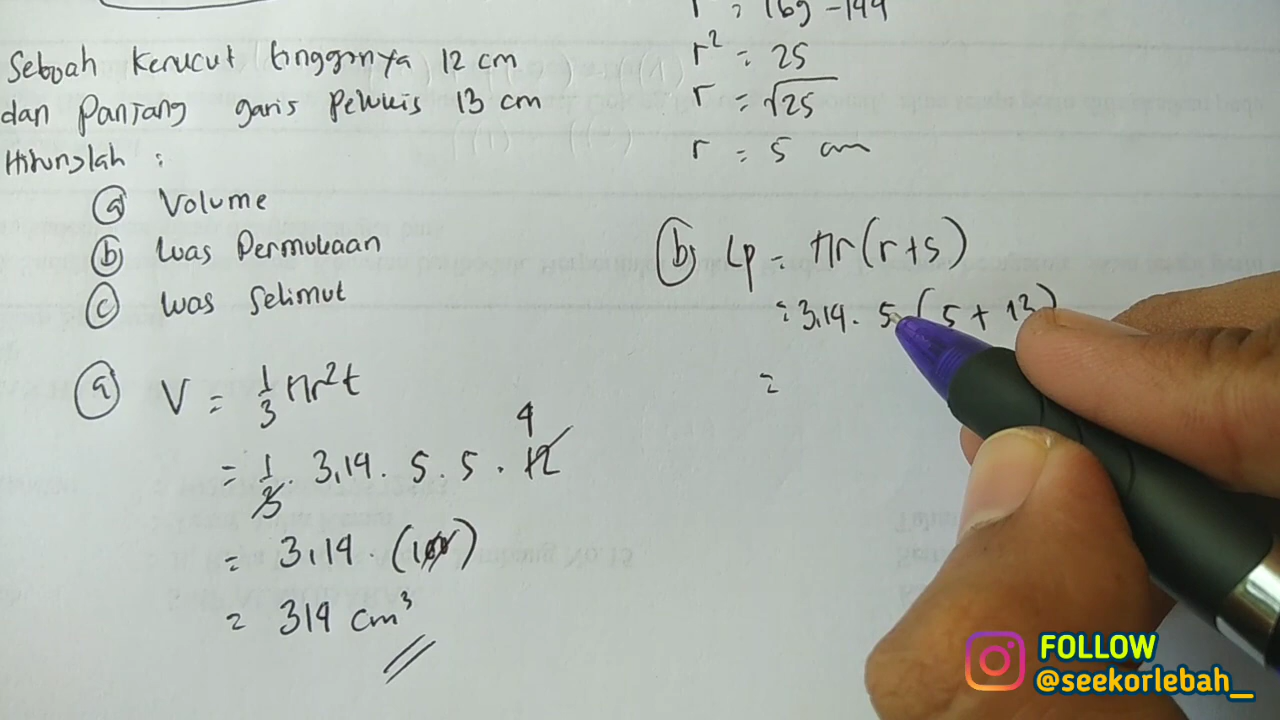 Sebuah Kerucut tingginya 12 cm
dan Panjang garis Pelukis 13 cm
Hitunglah :
(a) Volume
(b) Luas Permukaan
(c) Luas Selimut
(a) V = 1/3 πr²t
= 1/3 . 3,14 . 5 . 5 . 12 4
= 3,14 . (100)
= 314 cm³
r² = 169 - 144
r² = 25
r = √25
r = 5 cm
(b) Lp = πr(r+s)
= 3,14 . 5 (5 + 13)
=
FOLLOW
@seekorlebah_